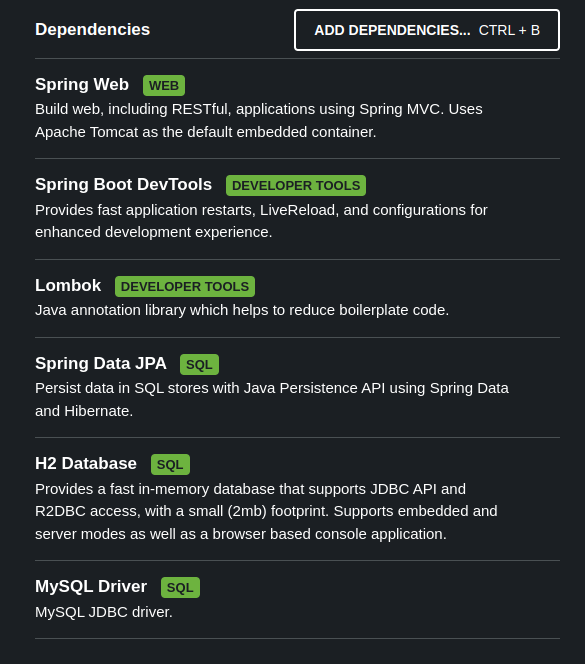 Dependencies
ADD DEPENDENCIES... CTRL + B
Spring Web WEB
Build web, including RESTful, applications using Spring MVC. Uses
Apache Tomcat as the default embedded container.
Spring Boot DevTools DEVELOPER TOOLS
Provides fast application restarts, LiveReload, and configurations for
enhanced development experience.
Lombok DEVELOPER TOOLS
Java annotation library which helps to reduce boilerplate code.
Spring Data JPA SQL
Persist data in SQL stores with Java Persistence API using Spring Data
and Hibernate.
H2 Database SQL
Provides a fast in-memory database that supports JDBC API and
R2DBC access, with a small (2mb) footprint. Supports embedded and
server modes as well as a browser based console application.
MySQL Driver SQL
MySQL JDBC driver.